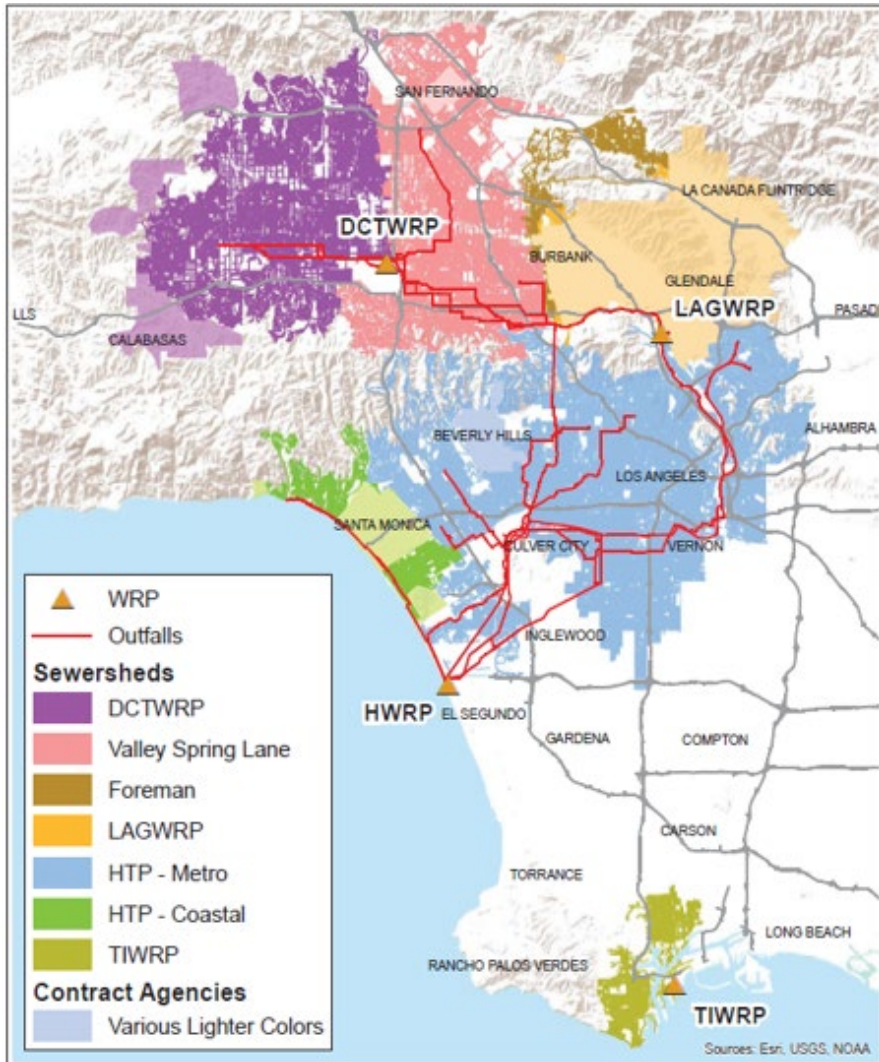 SAN FERNANDO
LA CANADA FLINTRIDGE
DCTWRP
BURBANK
GLENDALE
LAGWRP
LLS
PASADI
CALABASAS
BEVERLY HILLS
ALHAMBRA
LOS ANGELES
SANTA MONICA
CULVER CITY
VERNON
INGLEWOOD
HWRP
EL SEGUNDO
GARDENA
COMPTON
CARSON
TORRANCE
LONG BEACH
RANCHO PALOS VERDES
TIWRP
WRP
Outfalls
Sewersheds
DCTWRP
Valley Spring Lane
Foreman
LAGWRP
HTP - Metro
HTP - Coastal
TIWRP
Contract Agencies
Various Lighter Colors
Sources: Esri, USGS, NOAA